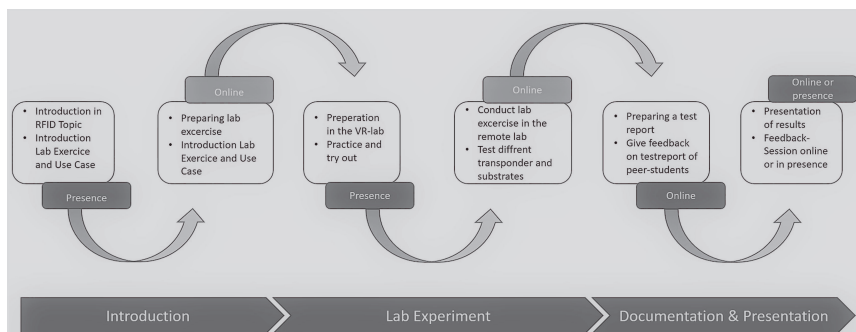 • Introduction in
RFID Topic
• Introduction
Lab Exercice and
Use Case
Presence
Online
• Preparing lab
excercise
• Introduction Lab
Exercice and Use
Case
• Preperation
in the VR-lab
• Practice and
try out
Presence
Online
• Conduct lab
excercise in the
remote lab
• Test diffrent
transponder and
substrates
• Preparing a test
report
• Give feedback
on testreport of
peer-students
Online
Online or
presence
• Presentation
of results
• Feedback-
Session online
or in presence
Introduction
Lab Experiment
Documentation & Presentation